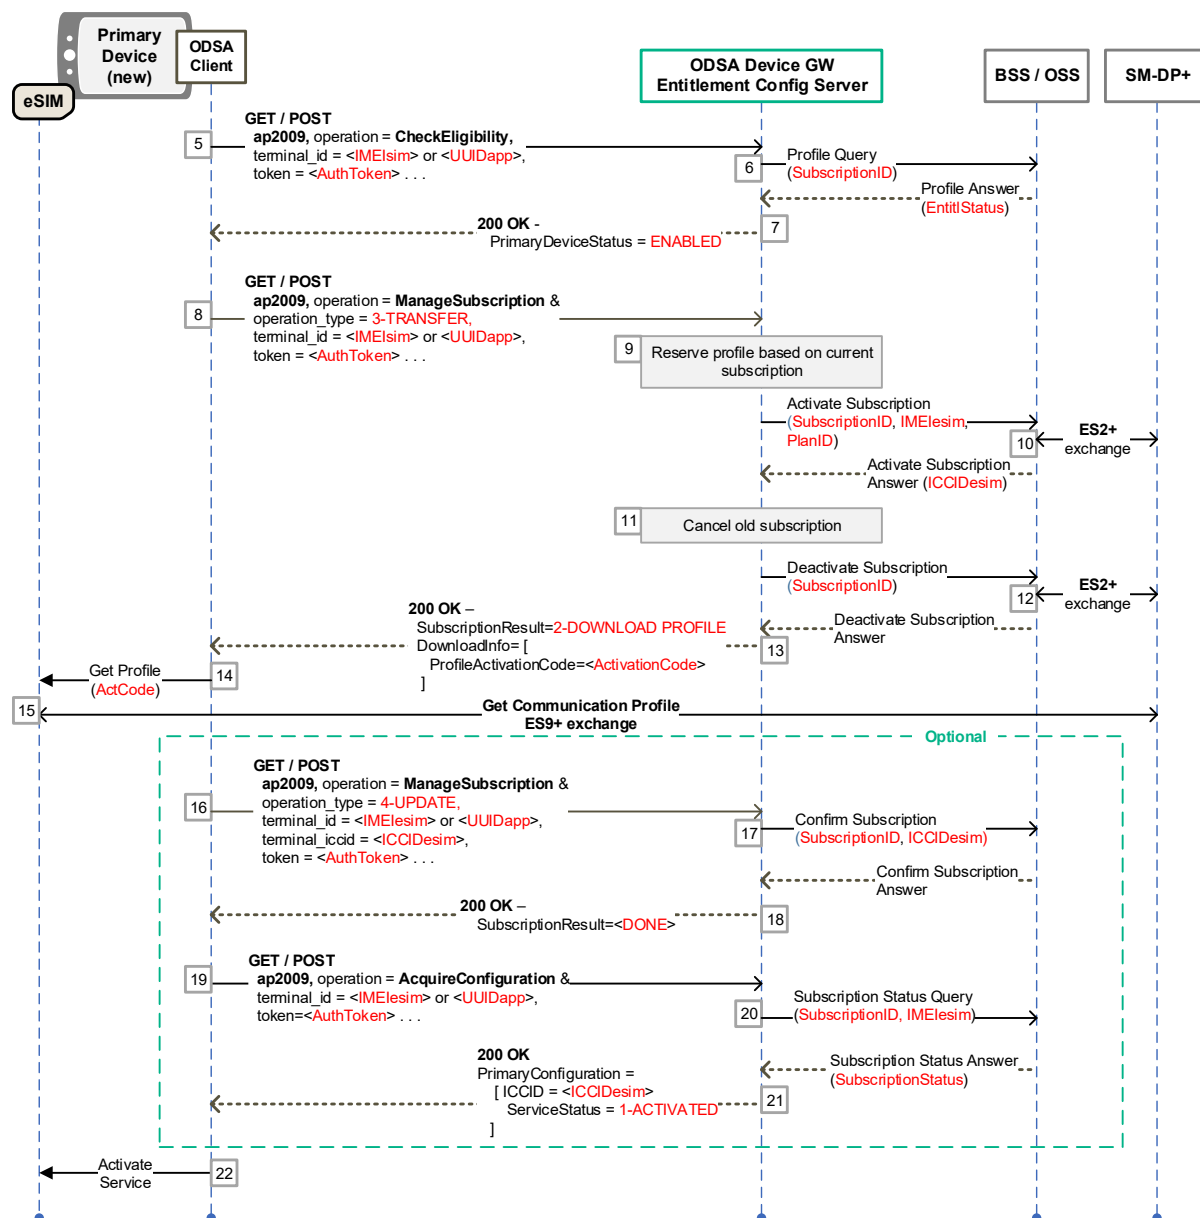 Primary
Device
(new)
ODSA
Client
eSIM
ODSA Device GW
Entitlement Config Server
BSS / OSS
SM-DP+
GET / POST
5
ap2009, operation = CheckEligibility,
terminal_id = <IMEIsim> or <UUIDapp>,
token = <AuthToken> . . .
6
Profile Query
(SubscriptionID)
Profile Answer
(EntitlStatus)
7
200 OK -
PrimaryDeviceStatus = ENABLED
GET / POST
8
ap2009, operation = ManageSubscription &
operation_type = 3-TRANSFER,
terminal_id = <IMEIsim> or <UUIDapp>,
token = <AuthToken> . . .
9
Reserve profile based on current
subscription
Activate Subscription
(SubscriptionID, IMEIesim,
PlanID)
10
ES2+
exchange
Activate Subscription
Answer (ICCIDesim)
11
Cancel old subscription
Deactivate Subscription
(SubscriptionID)
12
ES2+
exchange
Deactivate Subscription
Answer
13
200 OK –
SubscriptionResult=2-DOWNLOAD PROFILE
DownloadInfo= [
ProfileActivationCode=<ActivationCode>
]
14
Get Profile
(ActCode)
15
Get Communication Profile
ES9+ exchange
Optional
GET / POST
16
ap2009, operation = ManageSubscription &
operation_type = 4-UPDATE,
terminal_id = <IMEIesim> or <UUIDapp>,
terminal_iccid = <ICCIDesim>,
token = <AuthToken> . . .
17
Confirm Subscription
(SubscriptionID, ICCIDesim)
Confirm Subscription
Answer
18
200 OK –
SubscriptionResult=<DONE>
GET / POST
19
ap2009, operation = AcquireConfiguration &
terminal_id = <IMEIesim> or <UUIDapp>,
token=<AuthToken> . . .
20
Subscription Status Query
(SubscriptionID, IMEIesim)
Subscription Status Answer
(SubscriptionStatus)
21
200 OK
PrimaryConfiguration =
[ ICCID = <ICCIDesim>
ServiceStatus = 1-ACTIVATED
]
22
Activate
Service